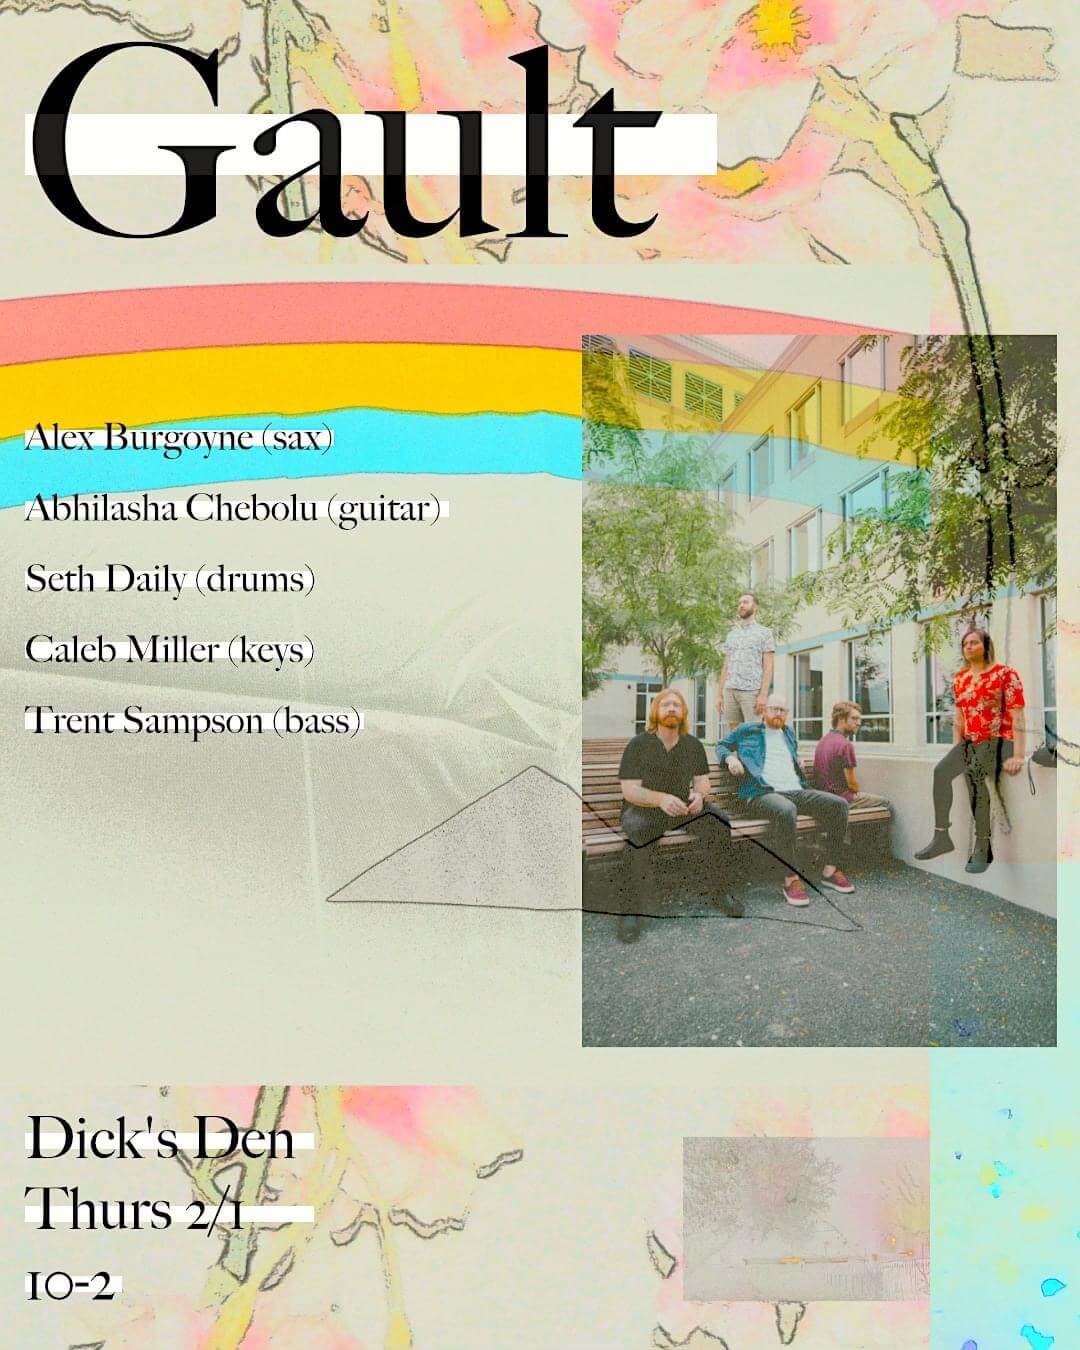 Gault
Alex Burgoyne (sax)
Abhilasha Chebolu (guitar)
Seth Daily (drums)
Caleb Miller (keys)
Trent Sampson (bass)
Dick's Den
Thurs 2/1
10-2